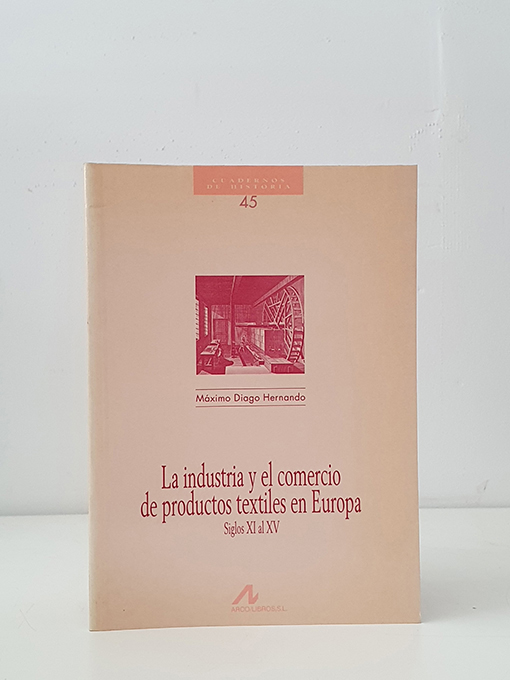 CUADERNOS
DE HISTORIA
45
Máximo Diago Hernando
La industria y el comercio
de productos textiles en Europa
Siglos XI al XV
ARCO/LIBROS, S.L.